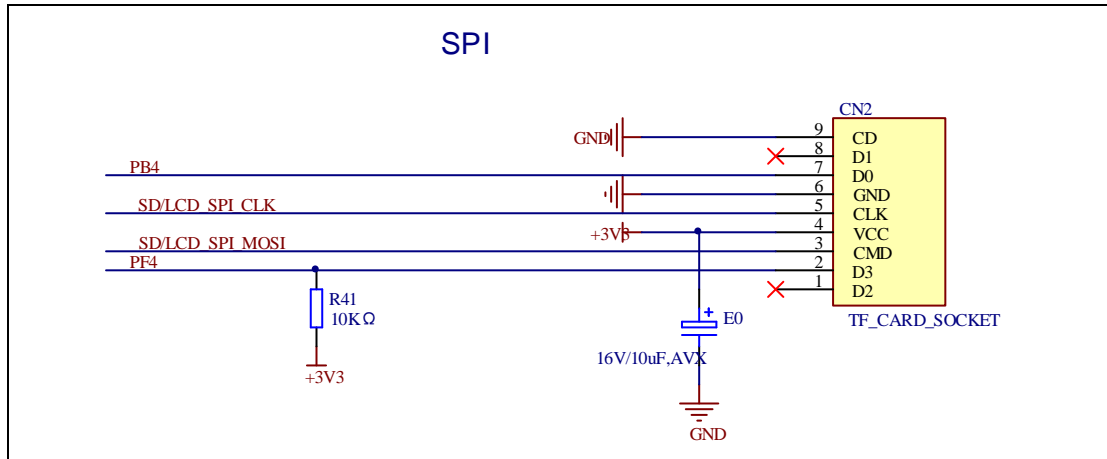 SPI
CN2
GND
9 CD
8 D1
PB4
7 D0
6 GND
SD/LCD_SPI_CLK
5 CLK
+3V3
4 VCC
SD/LCD_SPI_MOSI
3 CMD
PF4
2 D3
1 D2
R41
10KΩ
+3V3
+
E0
16V/10uF,AVX
GND
TF_CARD_SOCKET